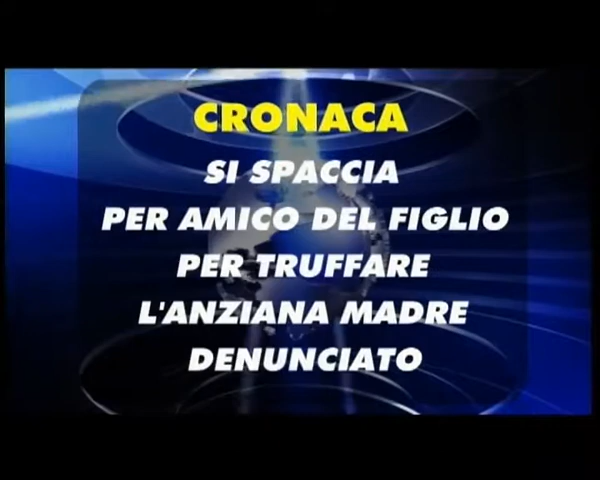 CRONACA
SI SPACCIA
PER AMICO DEL FIGLIO
PER TRUFFARE
L'ANZIANA MADRE
DENUNCIATO